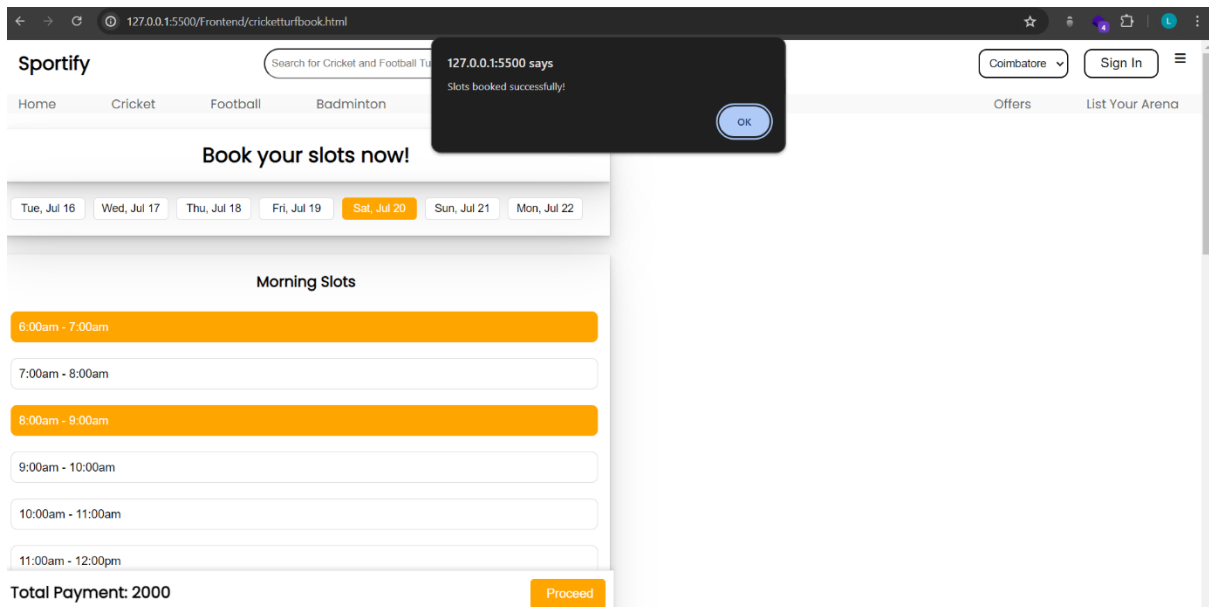 127.0.0.1:5500/Frontend/cricketturfbook.html
4
L
Sportify
Search for Cricket and Football Tu
127.0.0.1:5500 says
Slots booked successfully!
OK
Coimbatore
Sign In
Home Cricket Football Badminton Offers List Your Arena
Book your slots now!
Tue, Jul 16 Wed, Jul 17 Thu, Jul 18 Fri, Jul 19 Sat, Jul 20 Sun, Jul 21 Mon, Jul 22
Morning Slots
6:00am - 7:00am
7:00am - 8:00am
8:00am - 9:00am
9:00am - 10:00am
10:00am - 11:00am
11:00am - 12:00pm
Total Payment: 2000 Proceed